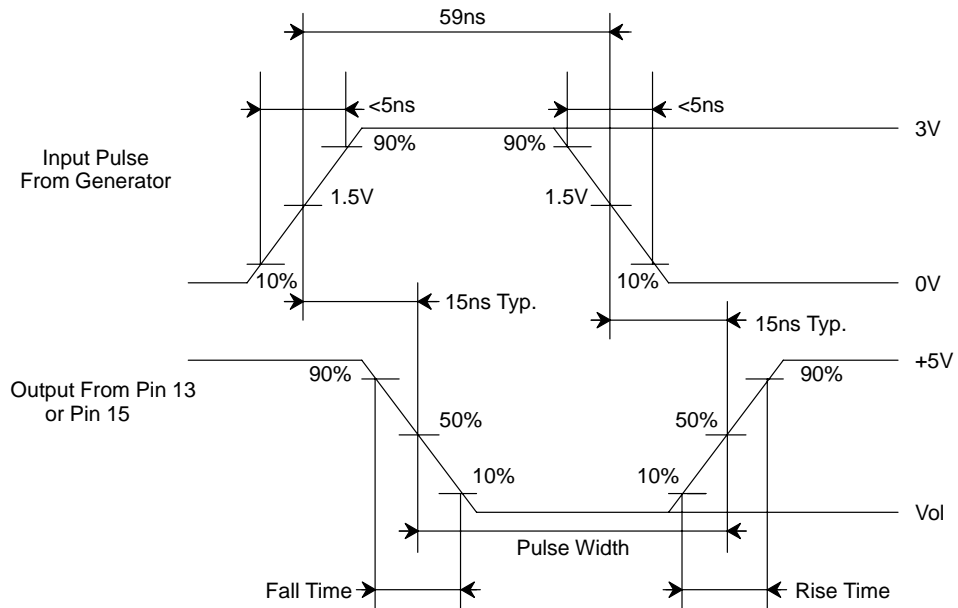 59ns
<5ns
<5ns
3V
Input Pulse
From Generator
90%
90%
1.5V
1.5V
10%
10%
0V
15ns Typ.
15ns Typ.
+5V
Output From Pin 13
or Pin 15
90%
90%
50%
50%
10%
10%
Vol
Pulse Width
Fall Time
Rise Time